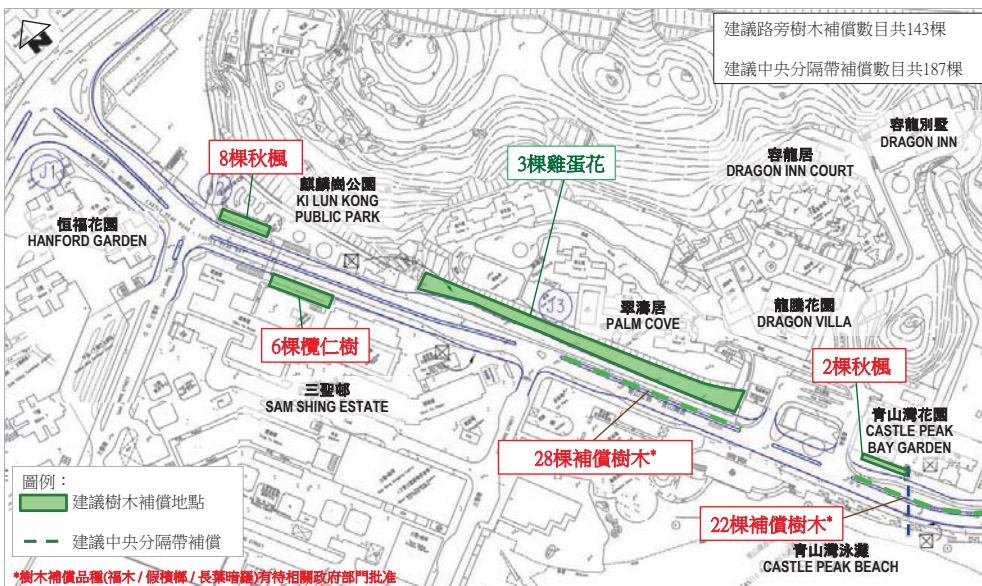 N
建議路旁樹木補償數目共143棵
建議中央分隔帶補償數目共187棵
容龍別墅
DRAGON INN
容龍居
DRAGON INN COURT
8棵秋楓
3棵雞蛋花
J1
J2
麒麟崗公園
KI LUN KONG
PUBLIC PARK
恒福花園
HANFORD GARDEN
J3
翠濤居
PALM COVE
龍騰花園
DRAGON VILLA
6棵欖仁樹
2棵秋楓
三聖邨
SAM SHING ESTATE
青山灣花園
CASTLE PEAK
BAY GARDEN
28棵補償樹木*
22棵補償樹木*
圖例：
建議樹木補償地點
建議中央分隔帶補償
青山灣泳灘
CASTLE PEAK BEACH
*樹木補償品種(福木 / 假檳榔 / 長葉暗羅)有待相關政府部門批准